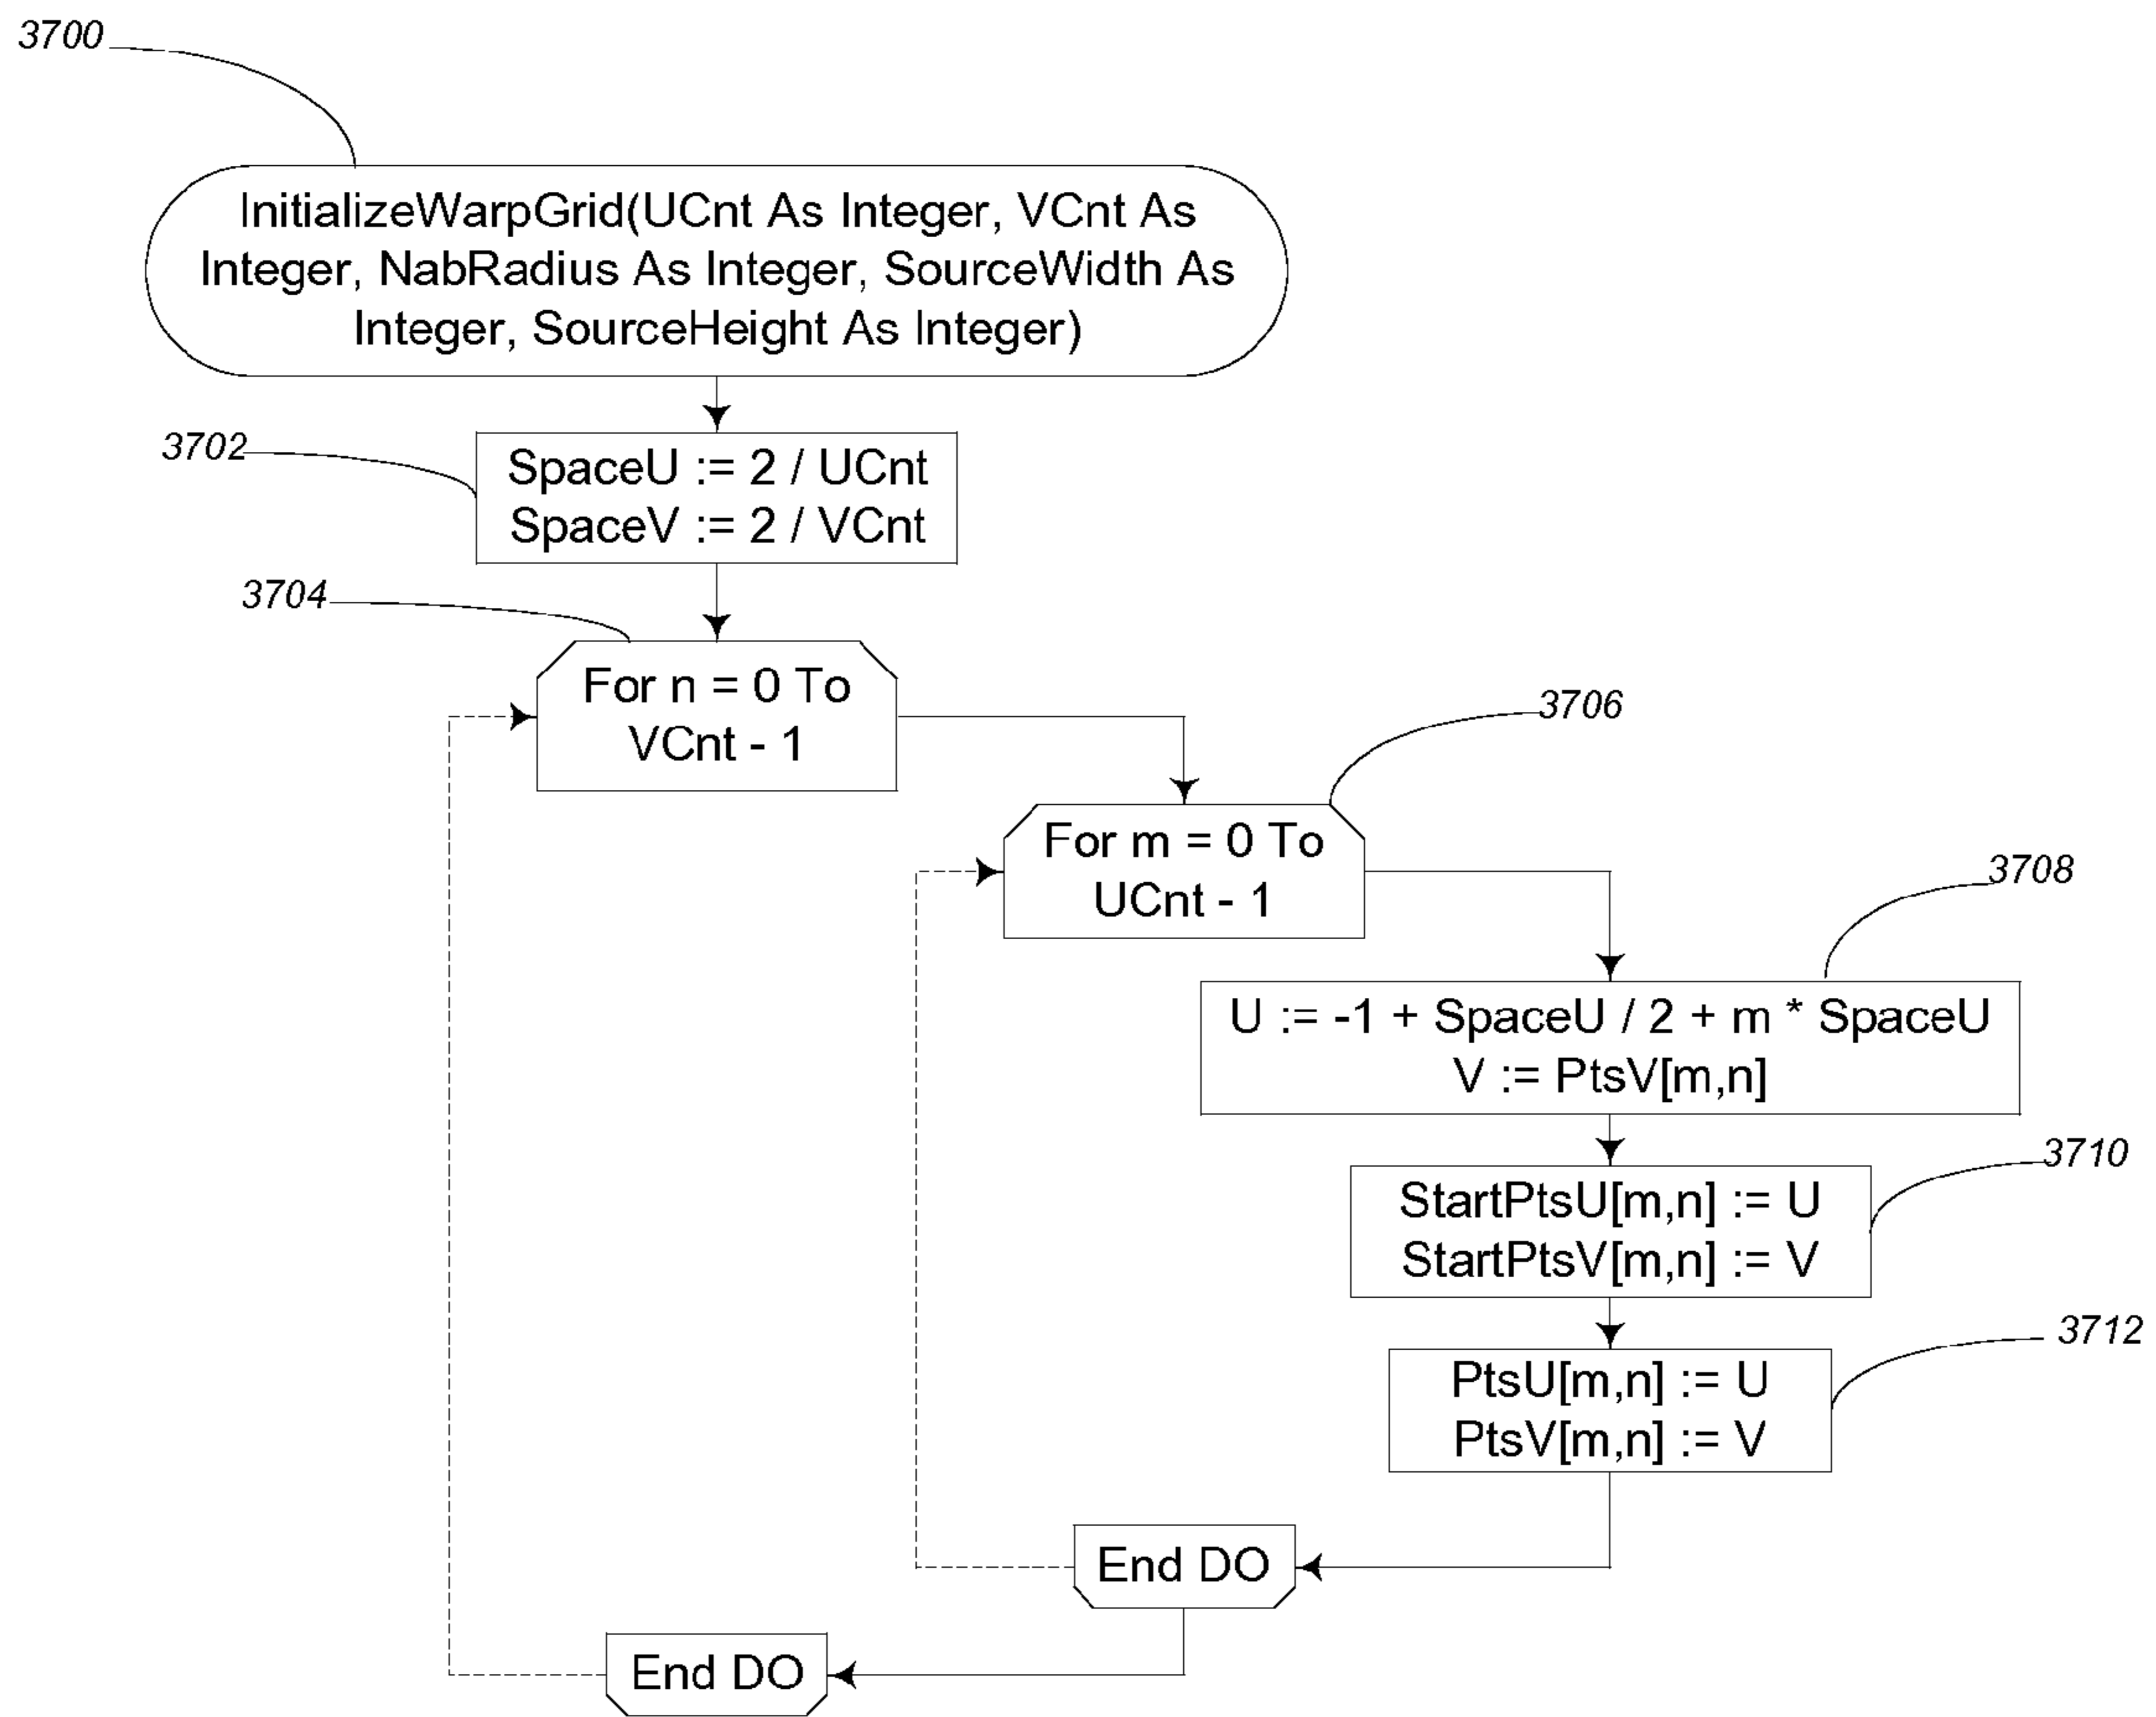 3700
InitializeWarpGrid(UCnt As Integer, VCnt As
Integer, NabRadius As Integer, SourceWidth As
Integer, SourceHeight As Integer)
3702
SpaceU := 2 / UCnt
SpaceV := 2 / VCnt
3704
For n = 0 To
VCnt - 1
3706
For m = 0 To
UCnt - 1
3708
U := -1 + SpaceU / 2 + m * SpaceU
V := PtsV[m,n]
3710
StartPtsU[m,n] := U
StartPtsV[m,n] := V
3712
PtsU[m,n] := U
PtsV[m,n] := V
End DO
End DO